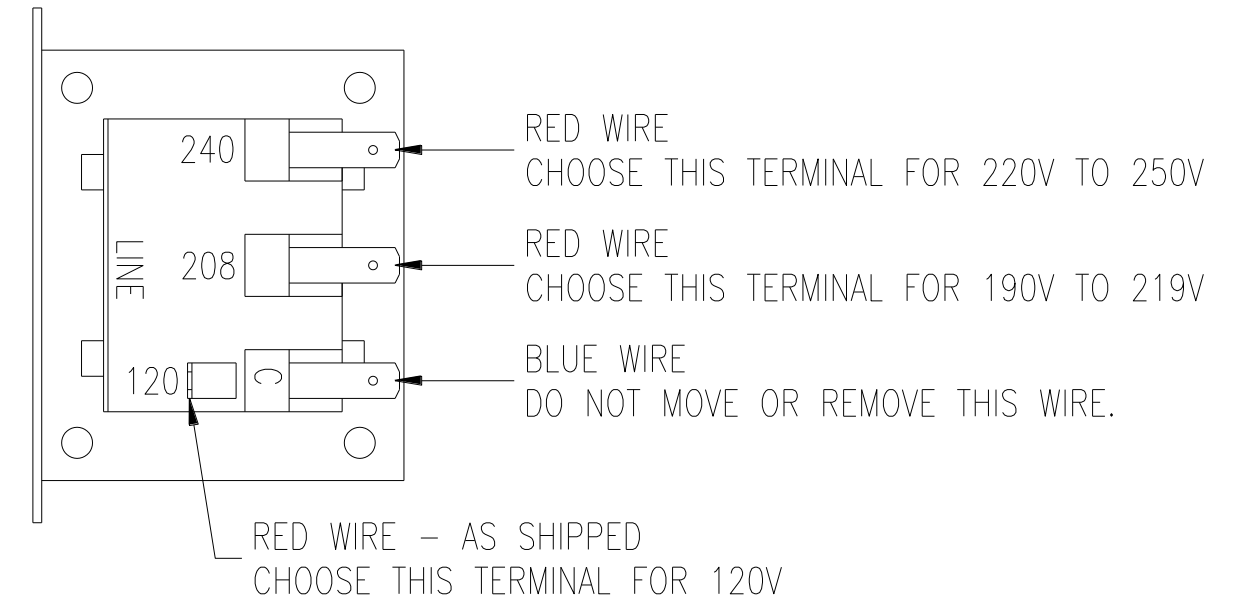 240
RED WIRE
CHOOSE THIS TERMINAL FOR 220V TO 250V
LINE
208
RED WIRE
CHOOSE THIS TERMINAL FOR 190V TO 219V
120
C
BLUE WIRE
DO NOT MOVE OR REMOVE THIS WIRE.
RED WIRE – AS SHIPPED
CHOOSE THIS TERMINAL FOR 120V